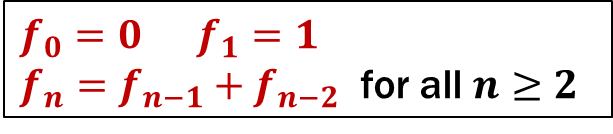 f₀ = 0 f₁ = 1
fₙ = fₙ₋₁ + fₙ₋₂ for all n ≥ 2